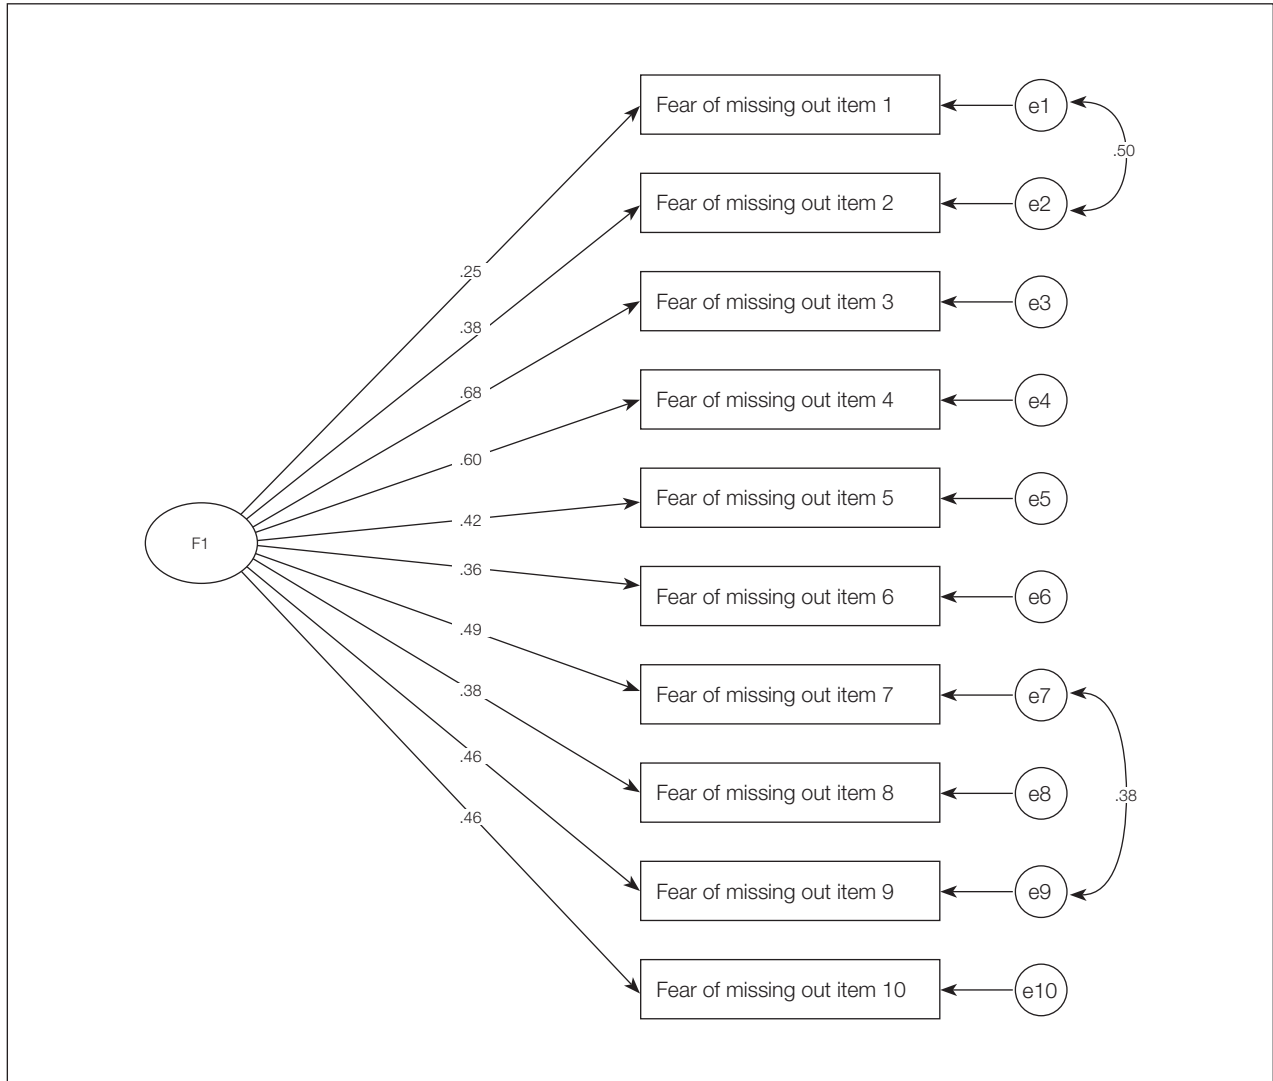 Fear of missing out item 1
e1
.50
Fear of missing out item 2
e2
.25
Fear of missing out item 3
e3
.38
.68
Fear of missing out item 4
e4
.60
Fear of missing out item 5
e5
.42
F1
.36
Fear of missing out item 6
e6
.49
Fear of missing out item 7
e7
.38
Fear of missing out item 8
e8
.38
.46
.46
Fear of missing out item 9
e9
Fear of missing out item 10
e10